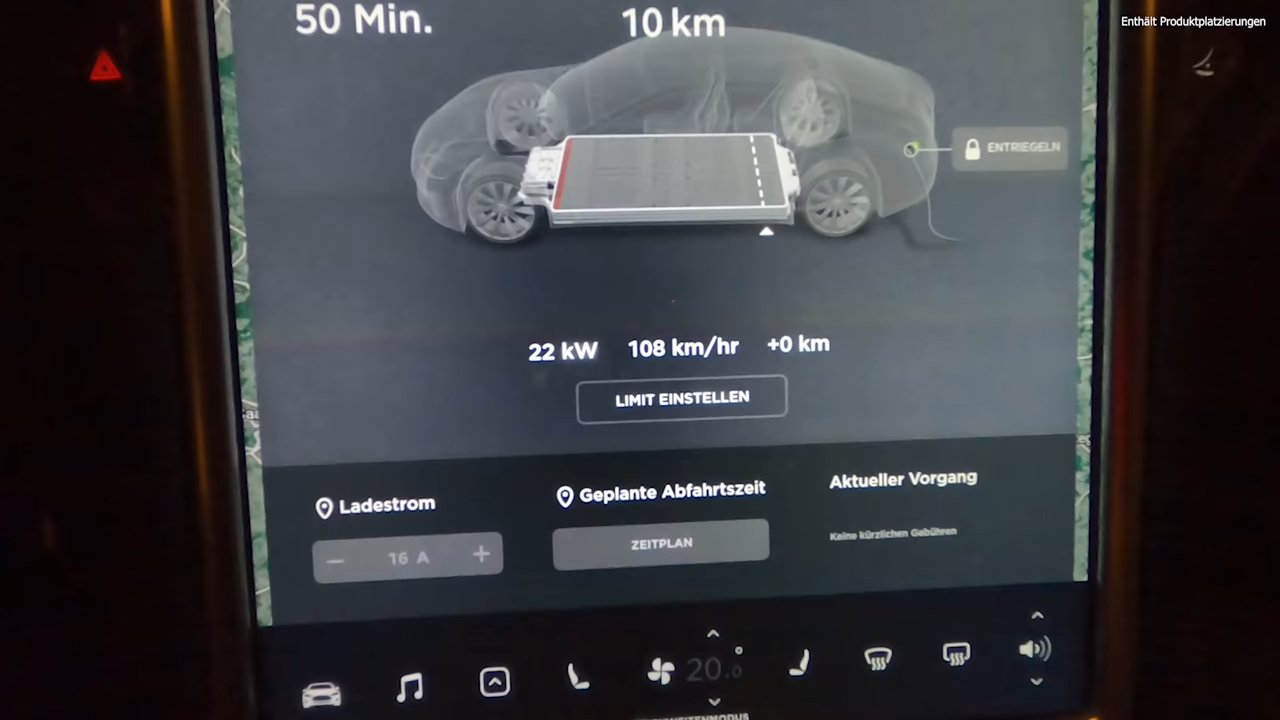 Enthält Produktplatzierungen
50 Min.
10 km
ENTRIEGELN
22 kW 108 km/hr +0 km
LIMIT EINSTELLEN
Ladestrom
Geplante Abfahrtszeit
Aktueller Vorgang
− 16 A +
ZEITPLAN
Keine kürzlichen Gebühren
20.0